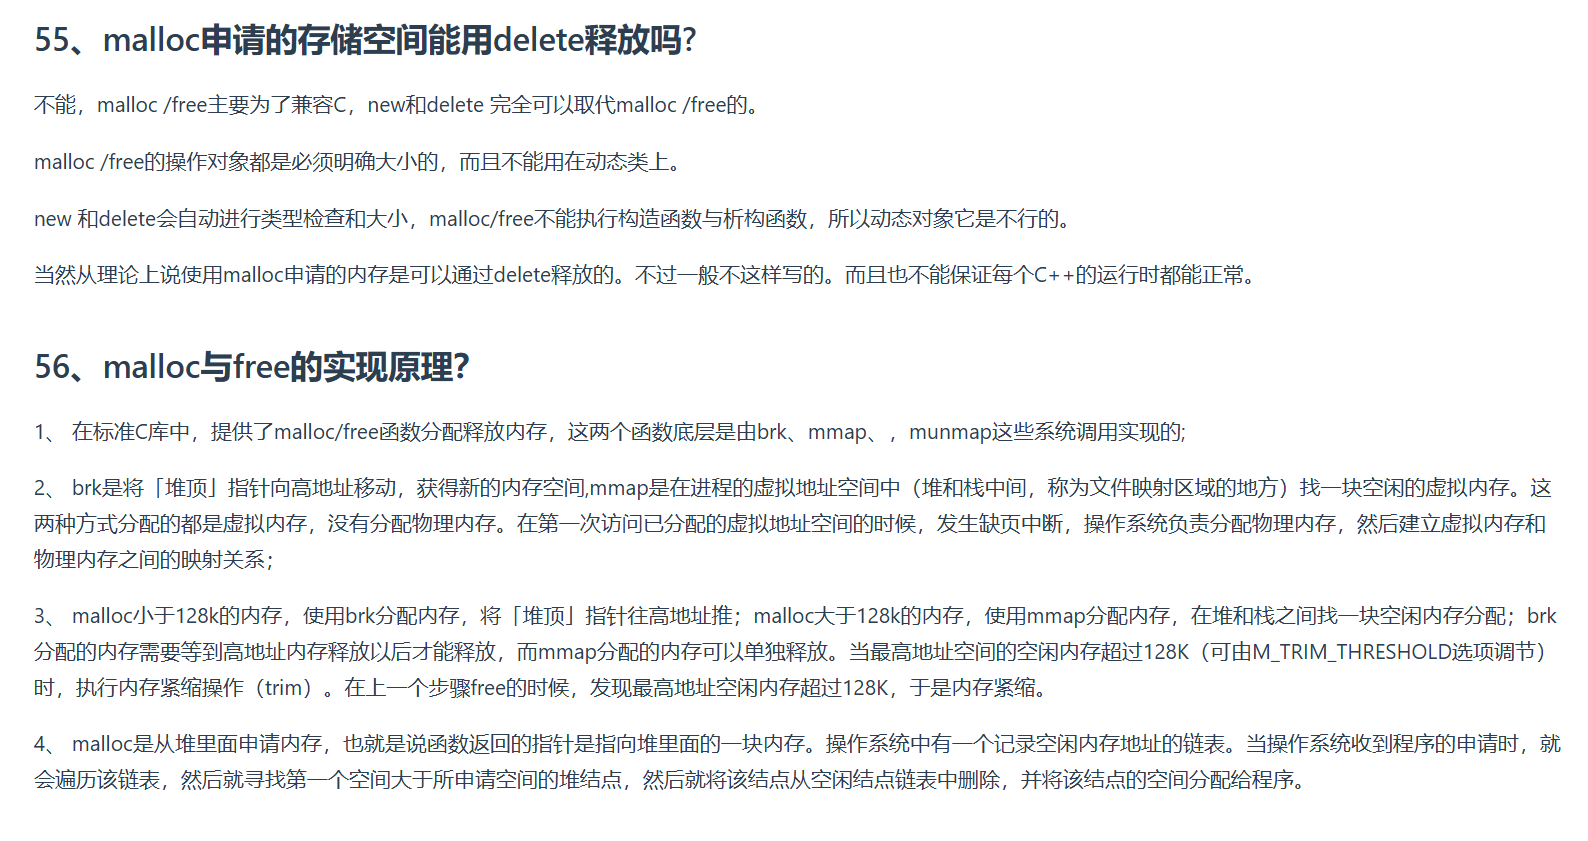 55、malloc申请的存储空间能用delete释放吗?
不能，malloc /free主要为了兼容C，new和delete 完全可以取代malloc /free的。
malloc /free的操作对象都是必须明确大小的，而且不能用在动态类上。
new 和delete会自动进行类型检查和大小，malloc/free不能执行构造函数与析构函数，所以动态对象它是不行的。
当然从理论上说使用malloc申请的内存是可以通过delete释放的。不过一般不这样写的。而且也不能保证每个C++的运行时都能正常。
56、malloc与free的实现原理？
1、 在标准C库中，提供了malloc/free函数分配释放内存，这两个函数底层是由brk、mmap、，munmap这些系统调用实现的;
2、 brk是将「堆顶」指针向高地址移动，获得新的内存空间,mmap是在进程的虚拟地址空间中（堆和栈中间，称为文件映射区域的地方）找一块空闲的虚拟内存。这
两种方式分配的都是虚拟内存，没有分配物理内存。在第一次访问已分配的虚拟地址空间的时候，发生缺页中断，操作系统负责分配物理内存，然后建立虚拟内存和
物理内存之间的映射关系；
3、 malloc小于128k的内存，使用brk分配内存，将「堆顶」指针往高地址推；malloc大于128k的内存，使用mmap分配内存，在堆和栈之间找一块空闲内存分配；brk
分配的内存需要等到高地址内存释放以后才能释放，而mmap分配的内存可以单独释放。当最高地址空间的空闲内存超过128K（可由M_TRIM_THRESHOLD选项调节）
时，执行内存紧缩操作（trim）。在上一个步骤free的时候，发现最高地址空闲内存超过128K，于是内存紧缩。
4、 malloc是从堆里面申请内存，也就是说函数返回的指针是指向堆里面的一块内存。操作系统中有一个记录空闲内存地址的链表。当操作系统收到程序的申请时，就
会遍历该链表，然后就寻找第一个空间大于所申请空间的堆结点，然后就将该结点从空闲结点链表中删除，并将该结点的空间分配给程序。